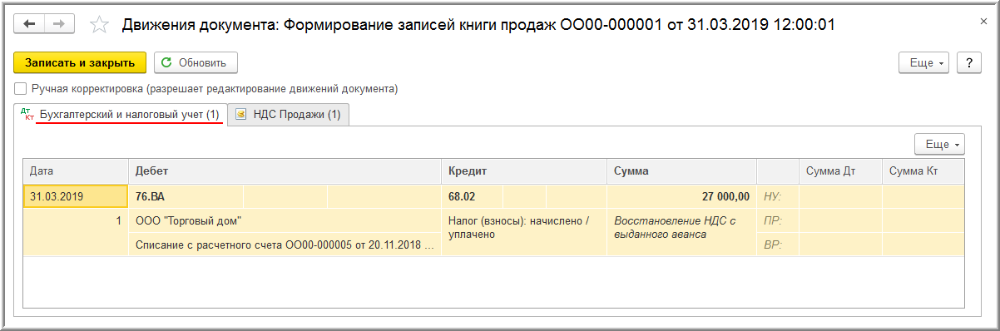 Движения документа: Формирование записей книги продаж ОО00-000001 от 31.03.2019 12:00:01
Записать и закрыть Обновить Еще ?
Ручная корректировка (разрешает редактирование движений документа)
Дт Кт Бухгалтерский и налоговый учет (1) НДС Продажи (1)
Еще
Дата Дебет Кредит Сумма Сумма Дт Сумма Кт
31.03.2019 76.ВА 68.02 27 000,00 НУ:
1 ООО "Торговый дом" Налог (взносы): начислено / Восстановление НДС с ПР:
уплачено выданного аванса
Списание с расчетного счета ОО00-000005 от 20.11.2018 ... ВР: